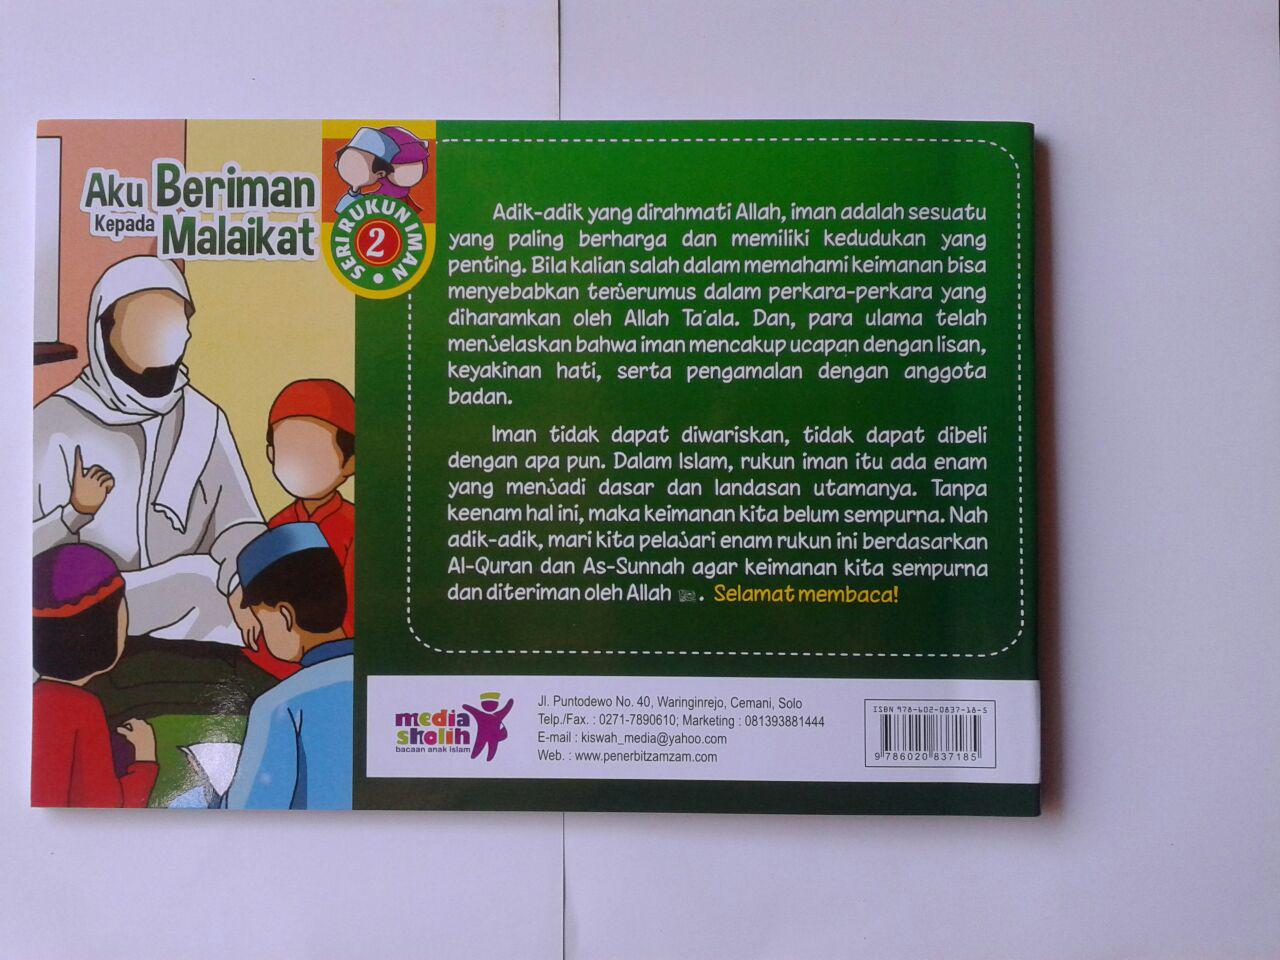 Aku Beriman
Kepada Malaikat
SERI RUKUN IMAN
2
Adik-adik yang dirahmati Allah, iman adalah sesuatu
yang paling berharga dan memiliki kedudukan yang
penting. Bila kalian salah dalam memahami keimanan bisa
menyebabkan terjerumus dalam perkara-perkara yang
diharamkan oleh Allah Ta'ala. Dan, para ulama telah
menjelaskan bahwa iman mencakup ucapan dengan lisan,
keyakinan hati, serta pengamalan dengan anggota
badan.
Iman tidak dapat diwariskan, tidak dapat dibeli
dengan apa pun. Dalam Islam, rukun iman itu ada enam
yang menjadi dasar dan landasan utamanya. Tanpa
keenam hal ini, maka keimanan kita belum sempurna. Nah
adik-adik, mari kita pelajari enam rukun ini berdasarkan
Al-Quran dan As-Sunnah agar keimanan kita sempurna
dan diteriman oleh Allah . Selamat membaca!
media
sholih
bacaan anak islam
Jl. Puntodewo No. 40, Waringinrejo, Cemani, Solo
Telp./Fax. : 0271-7890610; Marketing : 081393881444
E-mail : kiswah_media@yahoo.com
Web. : www.penerbitzamzam.com
ISBN 978-602-0837-18-5
9 786020 837185